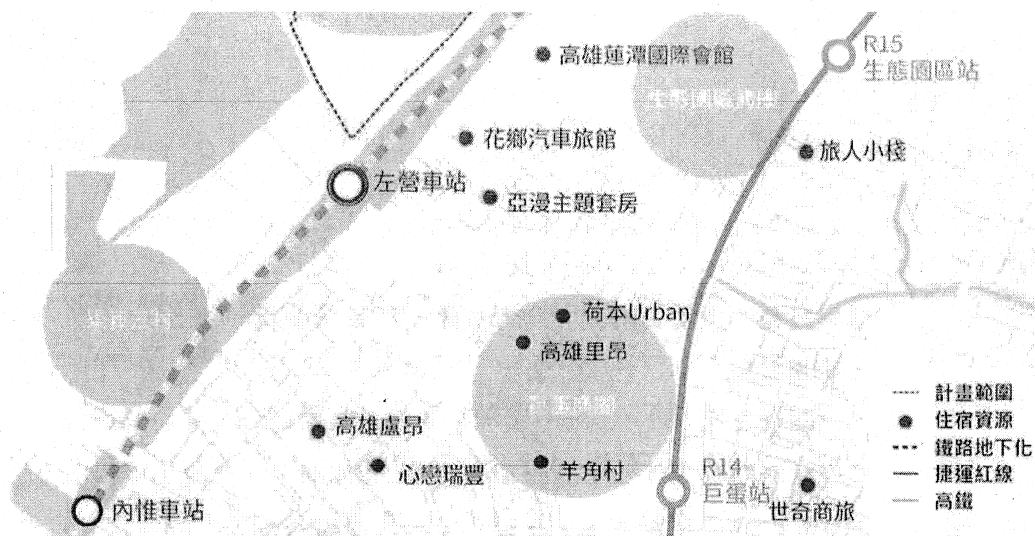 高雄蓮潭國際會館
R15
生態園區站
花鄉汽車旅館
旅人小棧
左營車站
亞漫主題套房
荷本Urban
高雄里昂
計畫範圍
住宿資源
鐵路地下化
捷運紅線
高鐵
高雄盧昂
心戀瑞豐
羊角村
R14
巨蛋站
世奇商旅
內惟車站